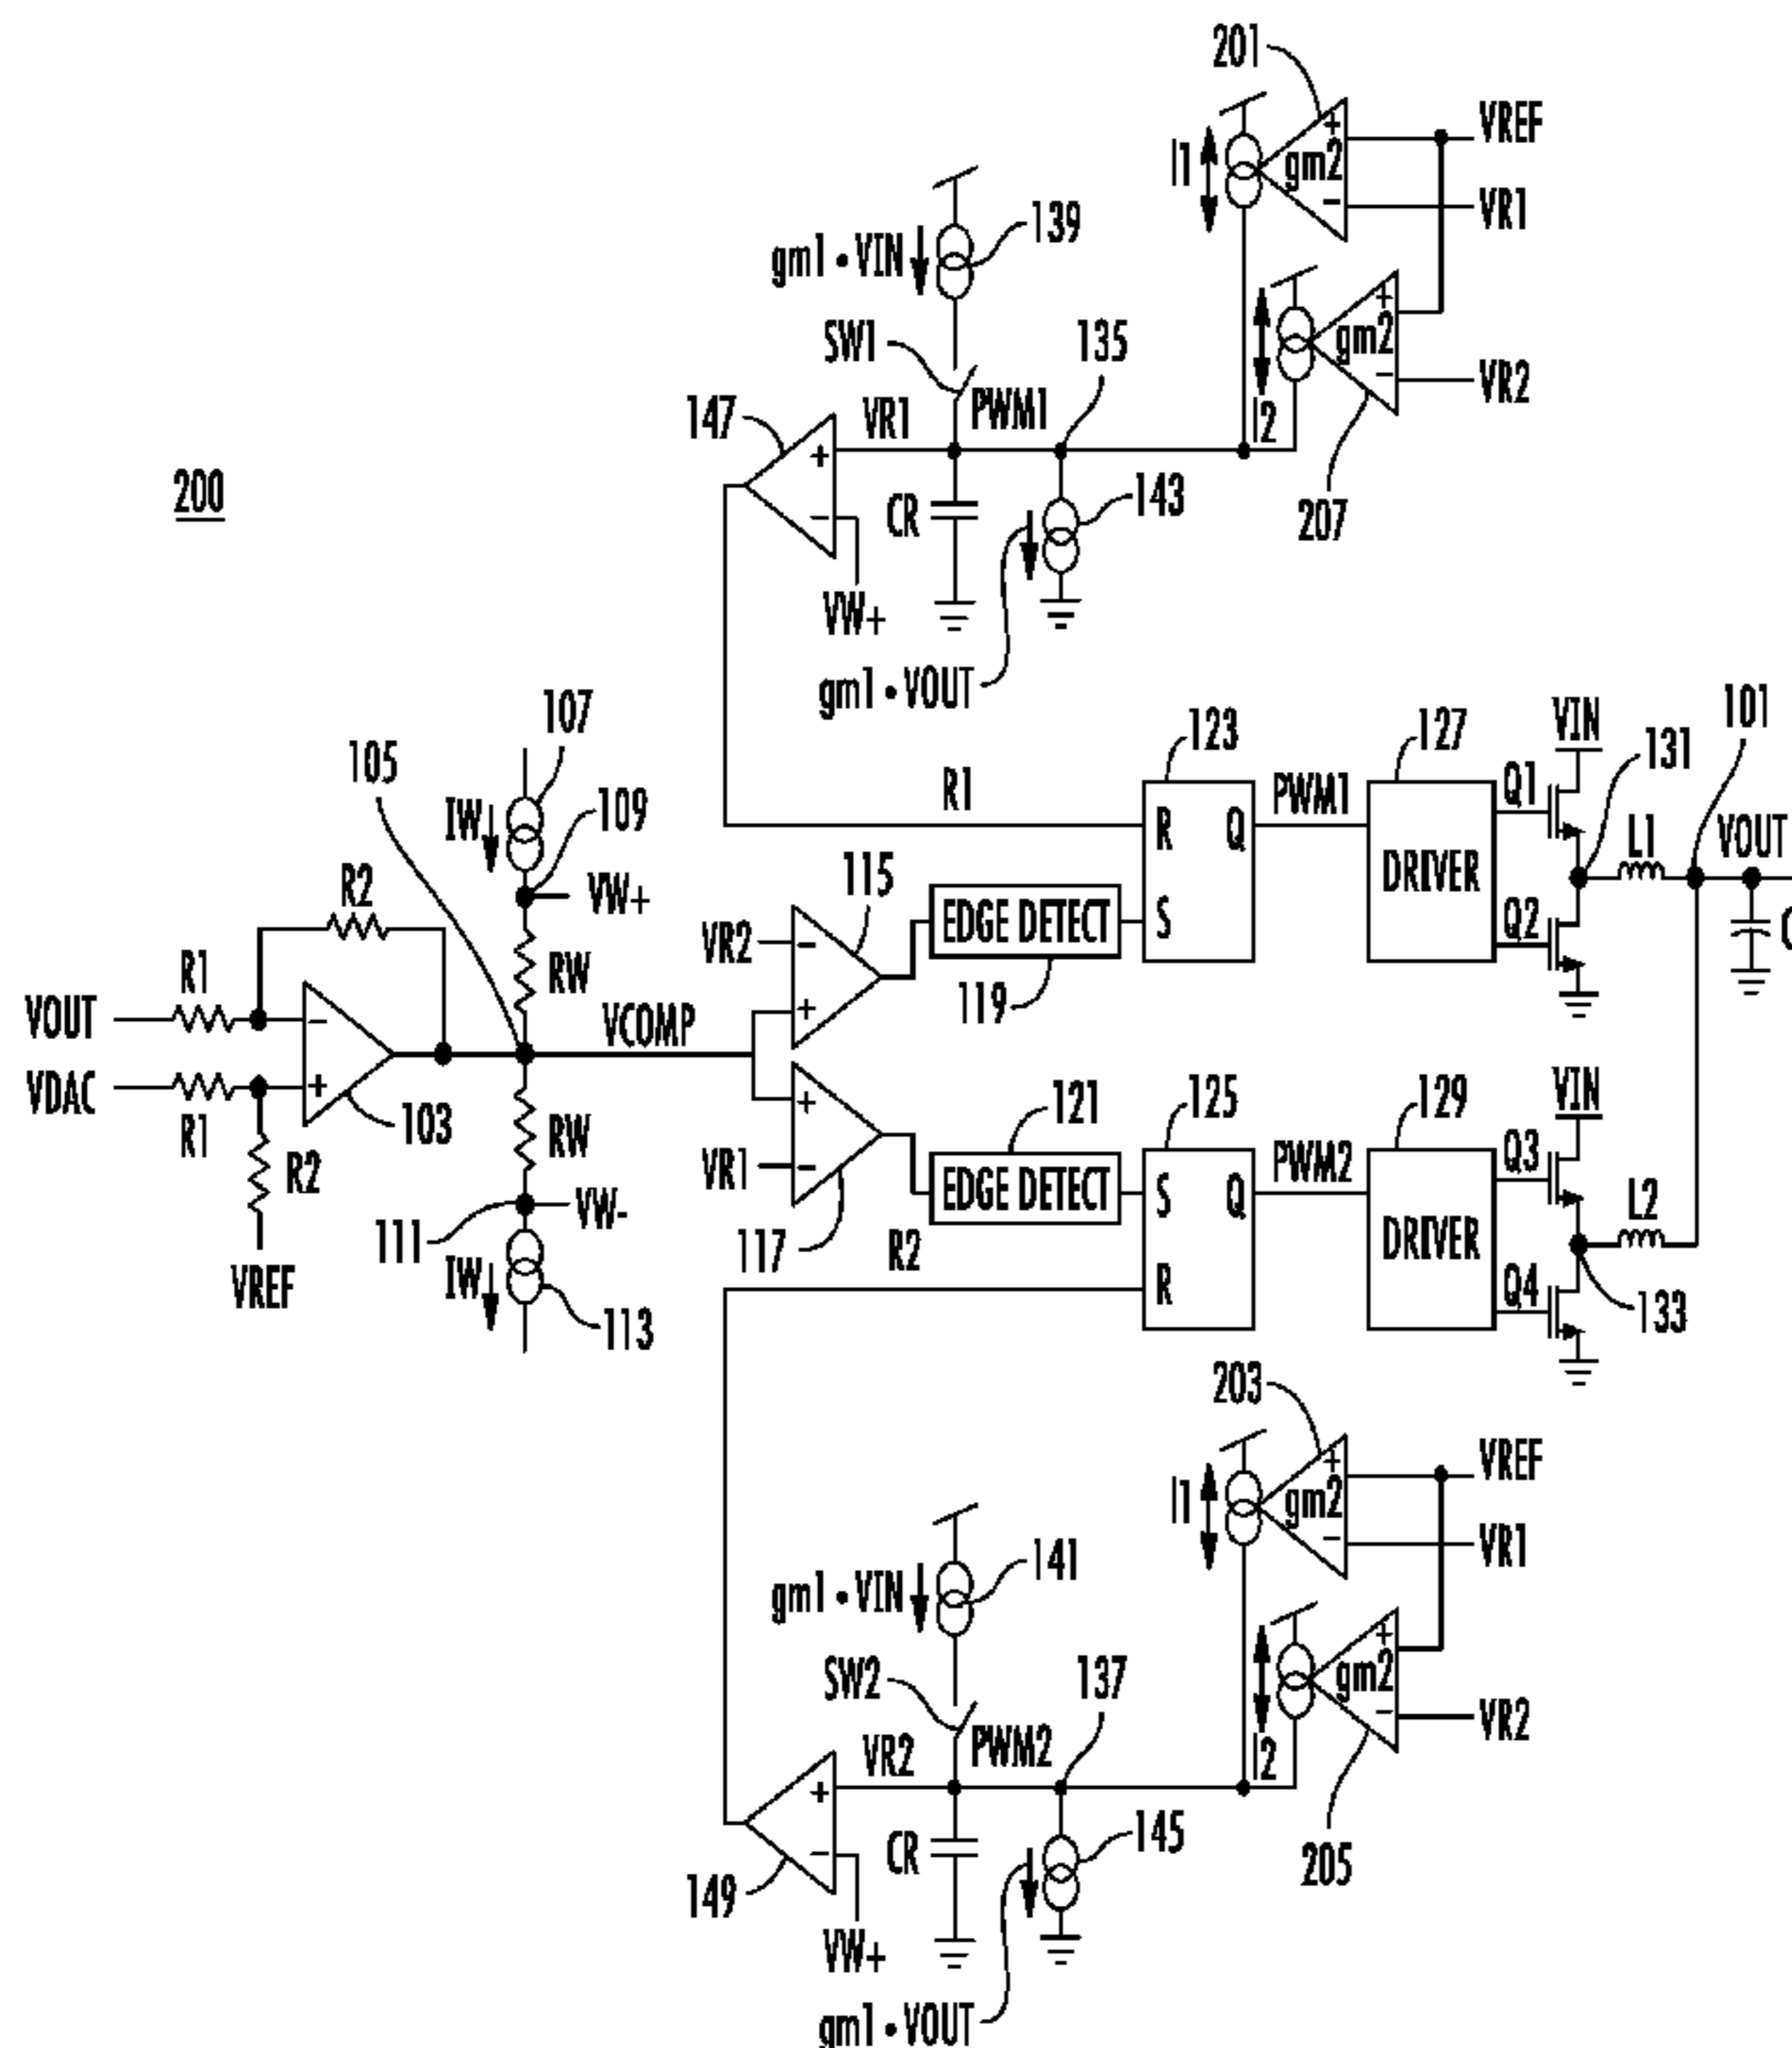 201
VREF
gm2
I1
VR1
139
gm1 • VIN
gm2
SW1
135
VR2
147
VR1
PWM1
I2
200
CR
143
207
VW+
gm1 • VOUT
107
123
127
VIN
101
105
131
R1
PWM1
Q1
IW
109
R
Q
L1
VOUT
R2
VW+
115
DRIVER
VR2
EDGE DETECT
S
Q2
R1
RW
119
VOUT
VCOMP
VDAC
103
121
125
129
VIN
R1
RW
PWM2
Q3
R2
VR1
EDGE DETECT
S
Q
L2
VW-
111
117
R2
DRIVER
VREF
IW
R
Q4
113
133
203
VREF
I1
gm2
VR1
141
gm1 • VIN
gm2
SW2
137
VR2
VR2
PWM2
I2
CR
145
149
205
VW+
gm1 • VOUT